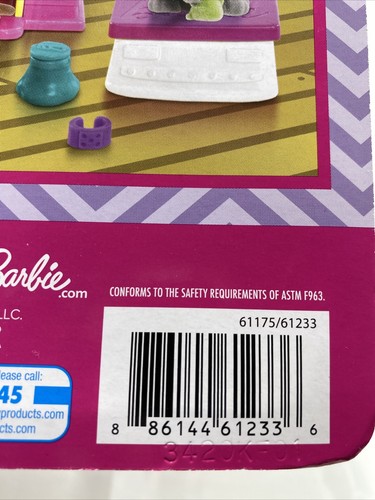 Barbie
.com
CONFORMS TO THE SAFETY REQUIREMENTS OF ASTM F963.
LLC.
61175/61233
lease call:
45
products.com
cts.com
8 86144 61233 6